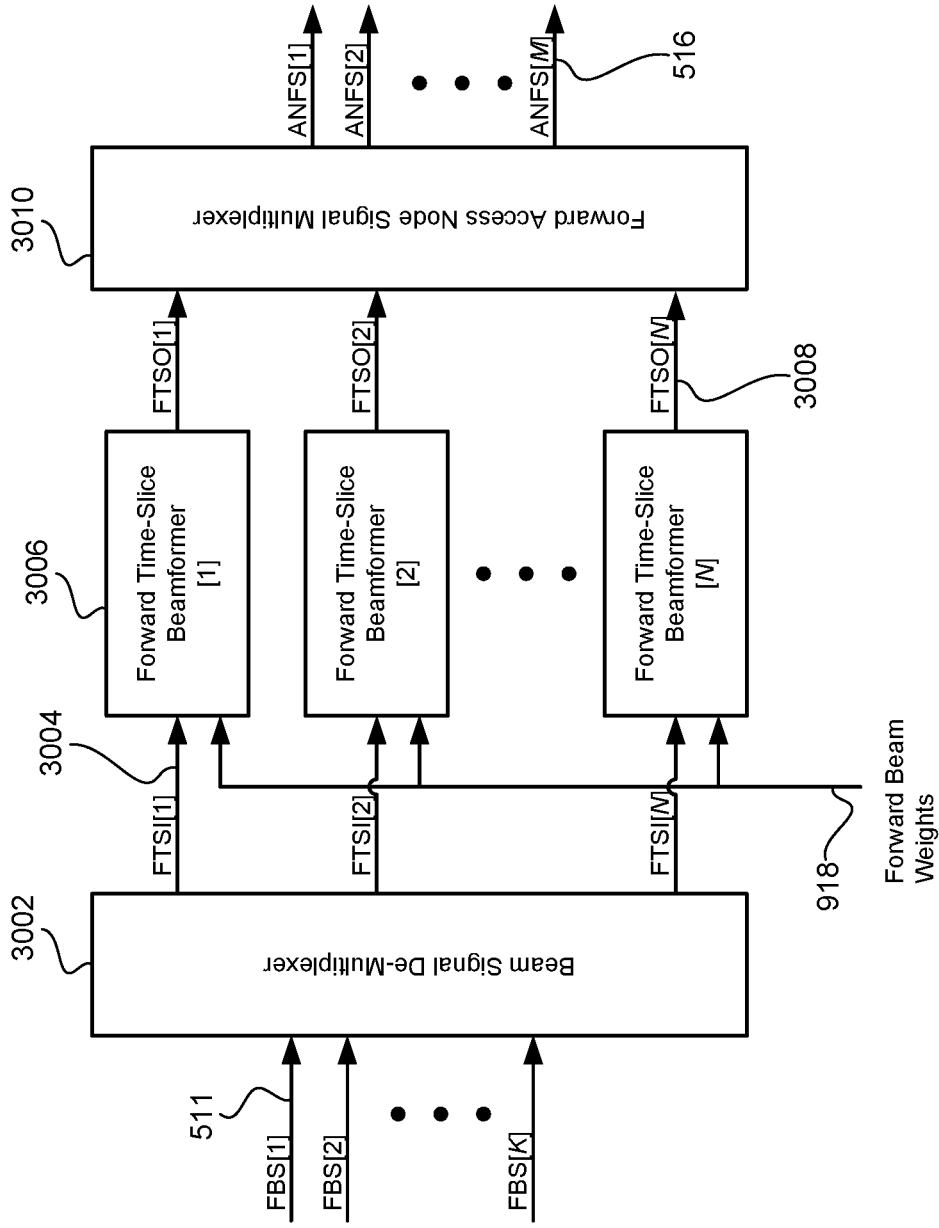 FBS[1]
FBS[2]
FBS[K]
511
3002
Beam Signal De-Multiplexer
FTSI[1]
FTSI[2]
FTSI[N]
3004
918
Forward Beam
Weights
3006
Forward Time-Slice
Beamformer
[1]
Forward Time-Slice
Beamformer
[2]
Forward Time-Slice
Beamformer
[N]
FTSO[1]
FTSO[2]
FTSO[N]
3008
3010
Forward Access Node Signal Multiplexer
ANFS[1]
ANFS[2]
ANFS[M]
516